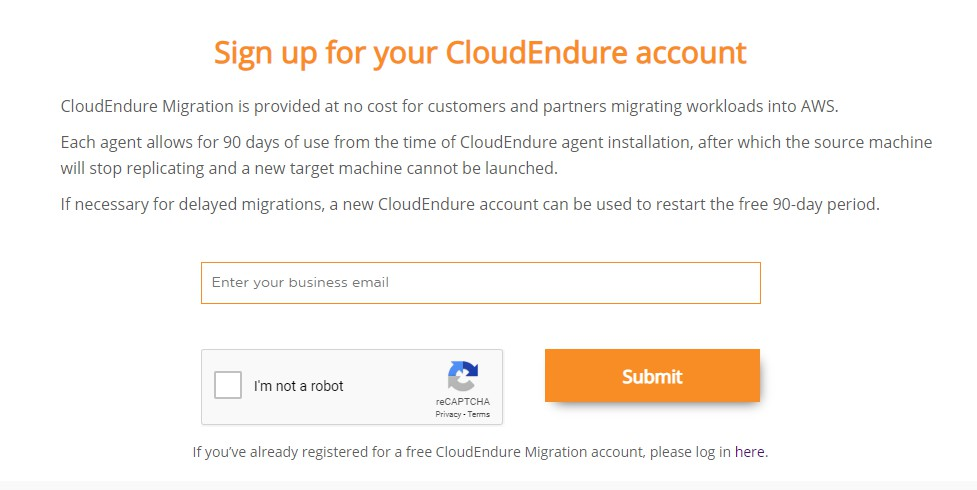 Sign up for your CloudEndure account
CloudEndure Migration is provided at no cost for customers and partners migrating workloads into AWS.
Each agent allows for 90 days of use from the time of CloudEndure agent installation, after which the source machine
will stop replicating and a new target machine cannot be launched.
If necessary for delayed migrations, a new CloudEndure account can be used to restart the free 90-day period.
Enter your business email
I'm not a robot
reCAPTCHA
Privacy - Terms
Submit
If you’ve already registered for a free CloudEndure Migration account, please log in here.